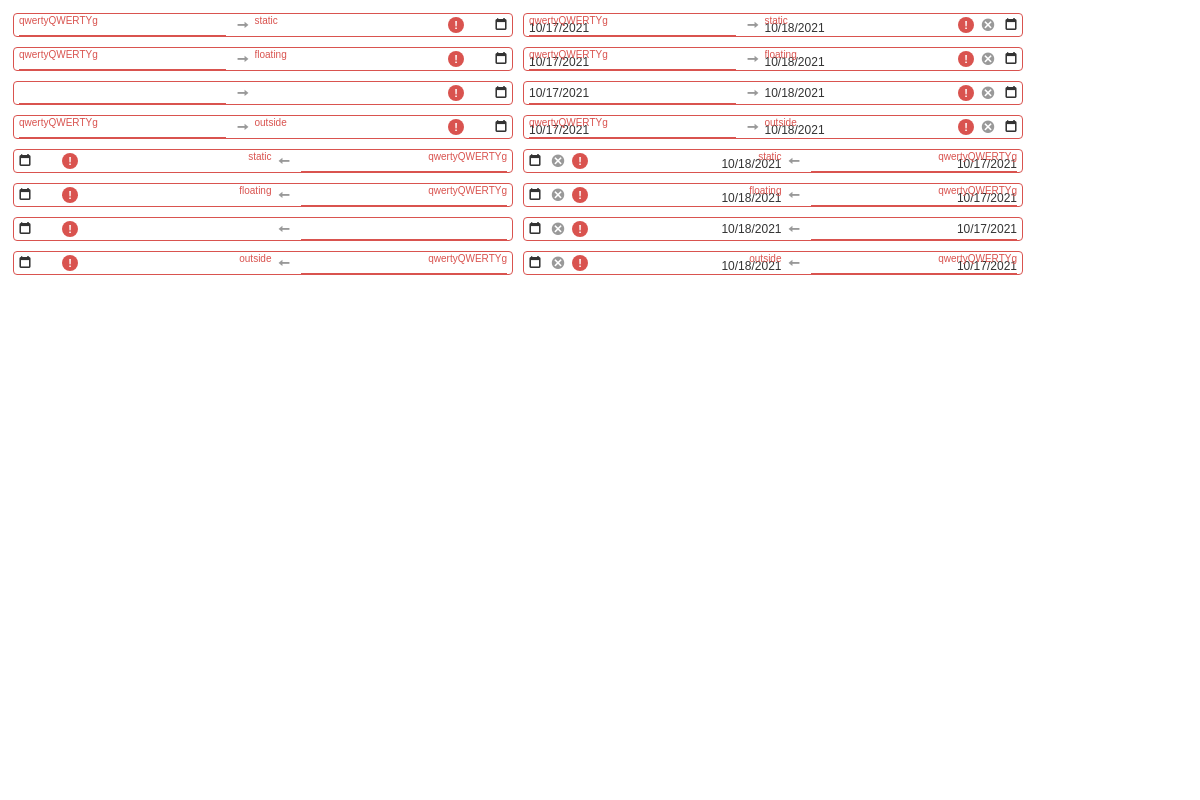 qwertyQWERTYg static ! qwertyQWERTYg static !
10/17/2021 10/18/2021
qwertyQWERTYg floating ! qwertyQWERTYg floating !
10/17/2021 10/18/2021
! 10/17/2021 10/18/2021 !
qwertyQWERTYg outside ! qwertyQWERTYg outside !
10/17/2021 10/18/2021
! static qwertyQWERTYg ! static qwertyQWERTYg
10/18/2021 10/17/2021
! floating qwertyQWERTYg ! floating qwertyQWERTYg
10/18/2021 10/17/2021
! ! 10/18/2021 10/17/2021
! outside qwertyQWERTYg ! outside qwertyQWERTYg
10/18/2021 10/17/2021